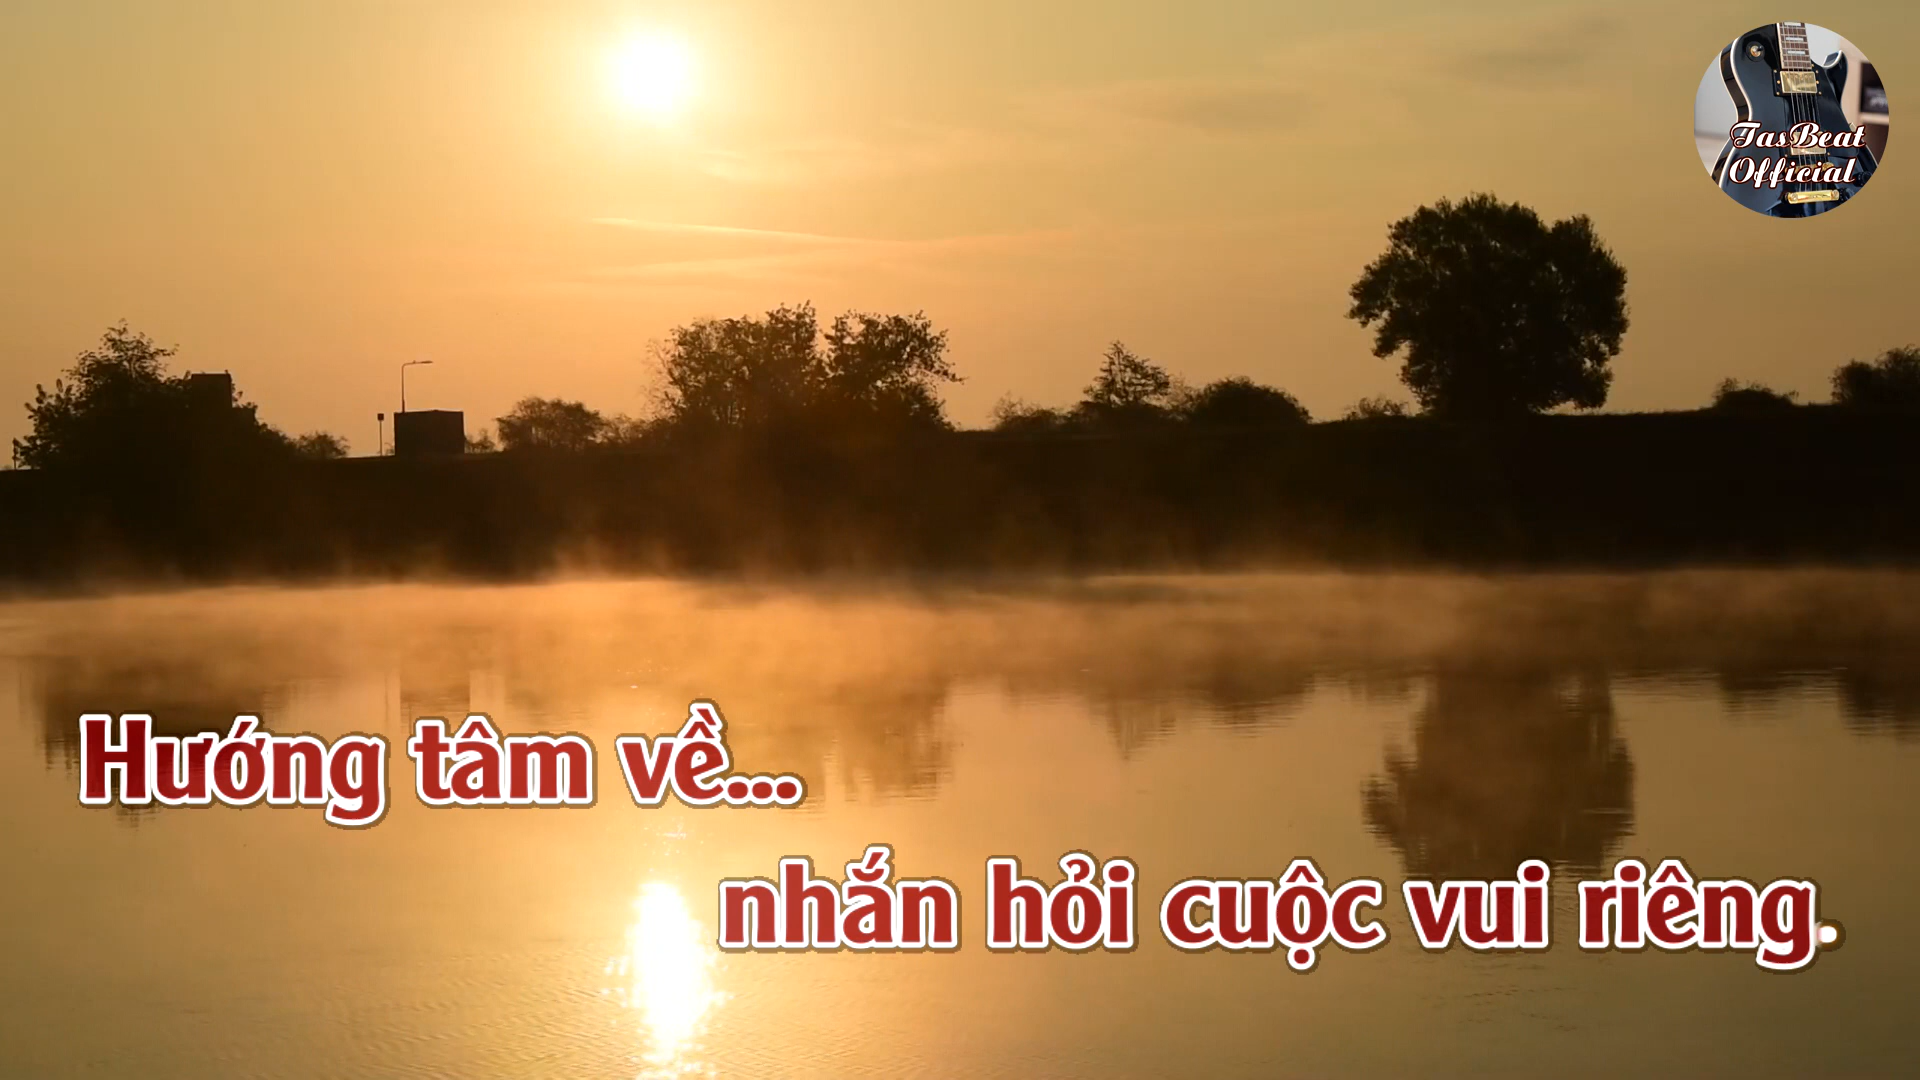 TasBeat
Official
Hướng tâm về...
nhắn hỏi cuộc vui riêng.